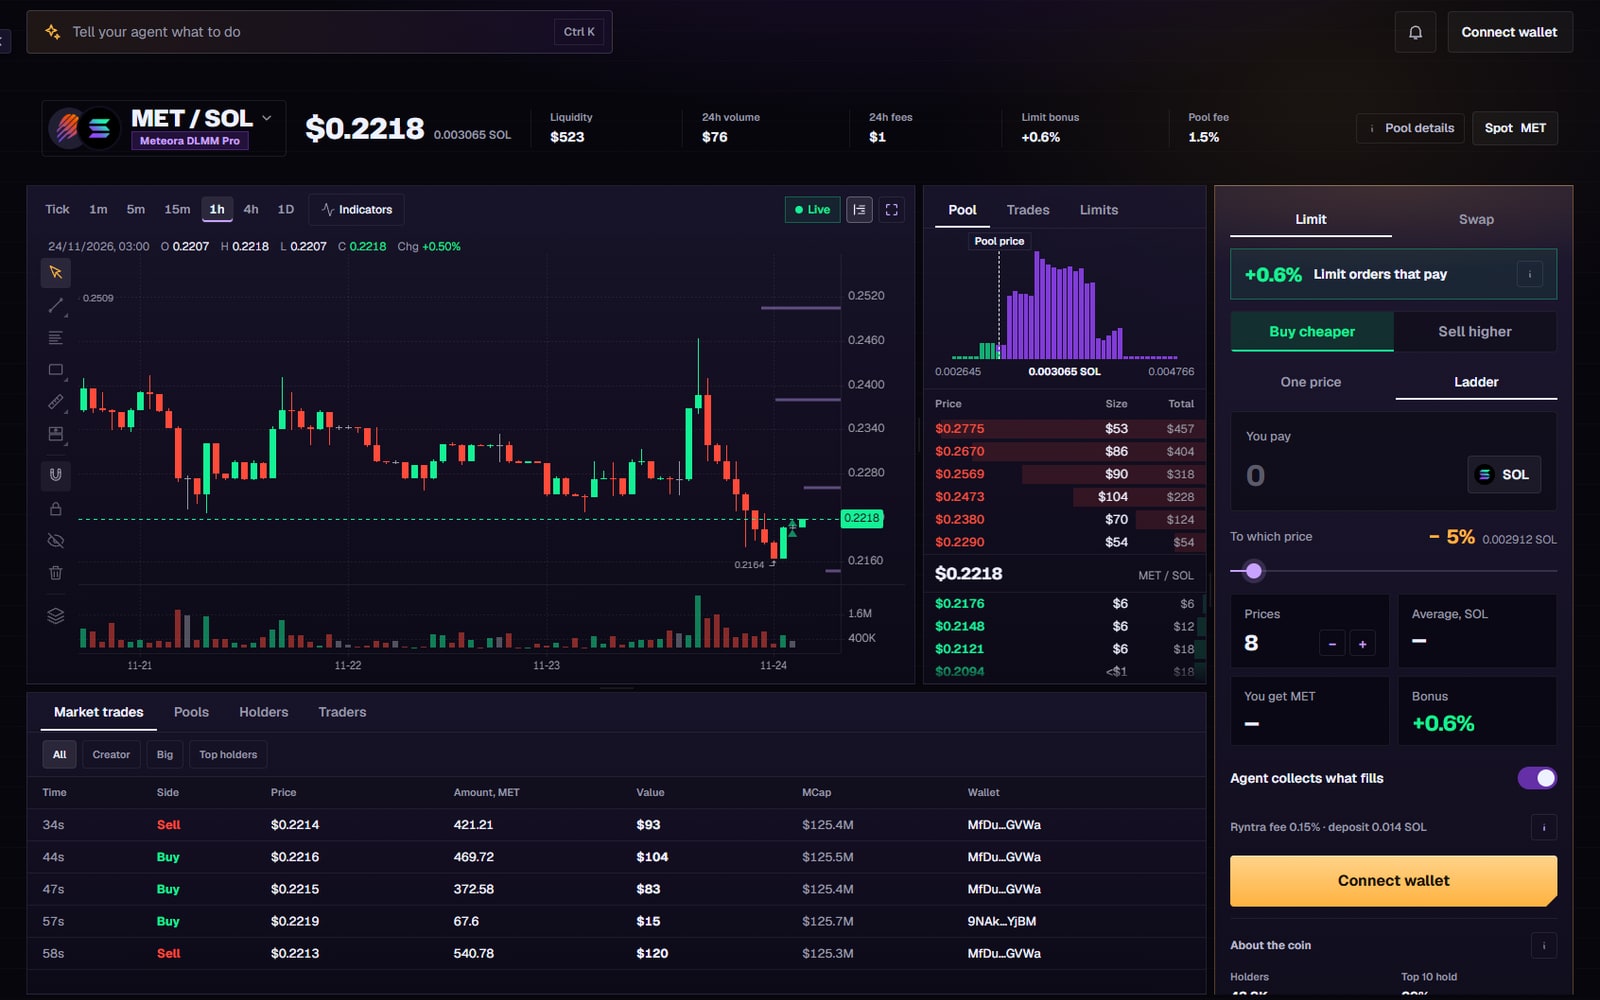 Tell your agent what to do
Ctrl K
Connect wallet
MET / SOL
Meteora DLMM Pro
$0.2218 0.003065 SOL
Liquidity
$523
24h volume
$76
24h fees
$1
Limit bonus
+0.6%
Pool fee
1.5%
i Pool details
Spot MET
Tick 1m 5m 15m 1h 4h 1D Indicators
Live
24/11/2026, 03:00 O 0.2207 H 0.2218 L 0.2207 C 0.2218 Chg +0.50%
0.2509
0.2520
0.2460
0.2400
0.2340
0.2280
0.2218
0.2160
0.2164
1.6M
400K
11-21 11-22 11-23 11-24
Pool Trades Limits
Pool price
0.002645 0.003065 SOL 0.004766
Price Size Total
$0.2775 $53 $457
$0.2670 $86 $404
$0.2569 $90 $318
$0.2473 $104 $228
$0.2380 $70 $124
$0.2290 $54 $54
$0.2218 MET / SOL
$0.2176 $6 $6
$0.2148 $6 $12
$0.2121 $6 $18
$0.2094 <$1 $18
Limit Swap
+0.6% Limit orders that pay i
Buy cheaper Sell higher
One price Ladder
You pay
0 SOL
To which price − 5% 0.002912 SOL
Prices
8 − +
Average, SOL
–
You get MET
–
Bonus
+0.6%
Agent collects what fills
Ryntra fee 0.15% · deposit 0.014 SOL i
Connect wallet
About the coin i
Holders Top 10 hold
Market trades Pools Holders Traders
All Creator Big Top holders
Time Side Price Amount, MET Value MCap Wallet
34s Sell $0.2214 421.21 $93 $125.4M MfDu...GVWa
44s Buy $0.2216 469.72 $104 $125.5M MfDu...GVWa
47s Buy $0.2215 372.58 $83 $125.4M MfDu...GVWa
57s Buy $0.2219 67.6 $15 $125.7M 9NAk...YjBM
58s Sell $0.2213 540.78 $120 $125.3M MfDu...GVWa